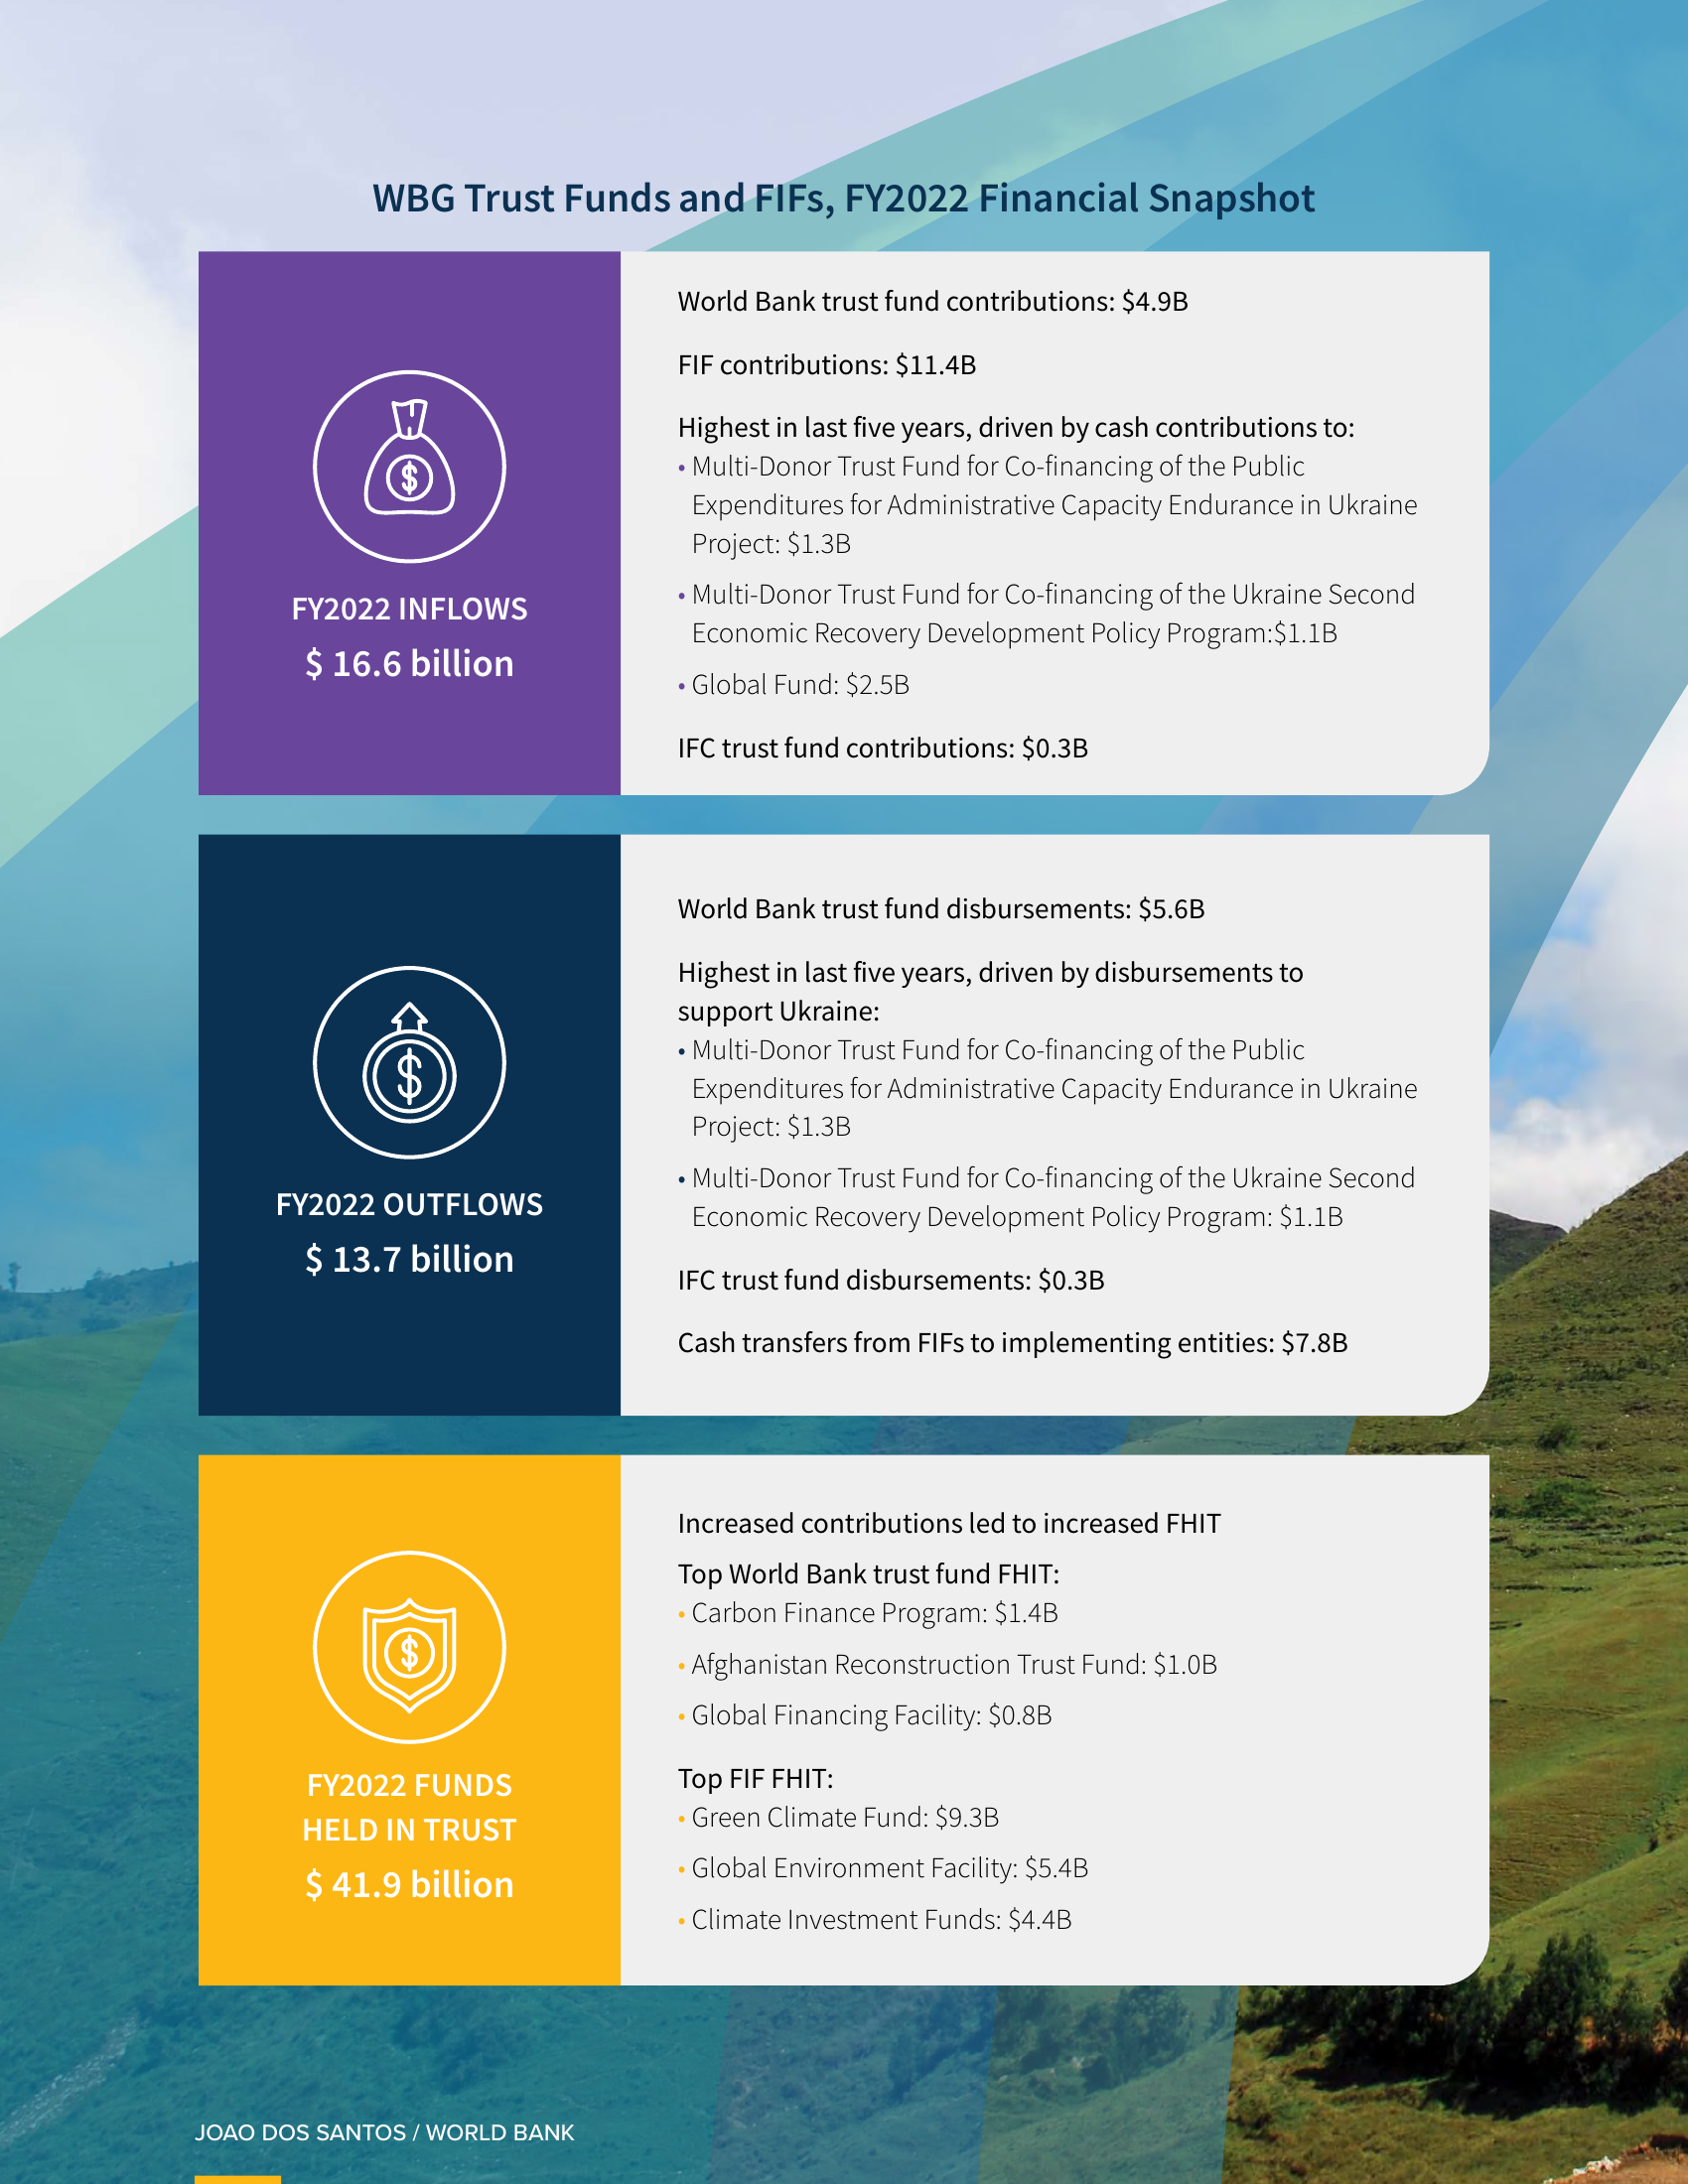 WBG Trust Funds and FIFs, FY2022 Financial Snapshot
FY2022 INFLOWS
$ 16.6 billion
World Bank trust fund contributions: $4.9B
FIF contributions: $11.4B
Highest in last five years, driven by cash contributions to:
• Multi-Donor Trust Fund for Co-financing of the Public
Expenditures for Administrative Capacity Endurance in Ukraine
Project: $1.3B
• Multi-Donor Trust Fund for Co-financing of the Ukraine Second
Economic Recovery Development Policy Program:$1.1B
• Global Fund: $2.5B
IFC trust fund contributions: $0.3B
FY2022 OUTFLOWS
$ 13.7 billion
World Bank trust fund disbursements: $5.6B
Highest in last five years, driven by disbursements to
support Ukraine:
• Multi-Donor Trust Fund for Co-financing of the Public
Expenditures for Administrative Capacity Endurance in Ukraine
Project: $1.3B
• Multi-Donor Trust Fund for Co-financing of the Ukraine Second
Economic Recovery Development Policy Program: $1.1B
IFC trust fund disbursements: $0.3B
Cash transfers from FIFs to implementing entities: $7.8B
FY2022 FUNDS
HELD IN TRUST
$ 41.9 billion
Increased contributions led to increased FHIT
Top World Bank trust fund FHIT:
• Carbon Finance Program: $1.4B
• Afghanistan Reconstruction Trust Fund: $1.0B
• Global Financing Facility: $0.8B
Top FIF FHIT:
• Green Climate Fund: $9.3B
• Global Environment Facility: $5.4B
• Climate Investment Funds: $4.4B
JOAO DOS SANTOS / WORLD BANK